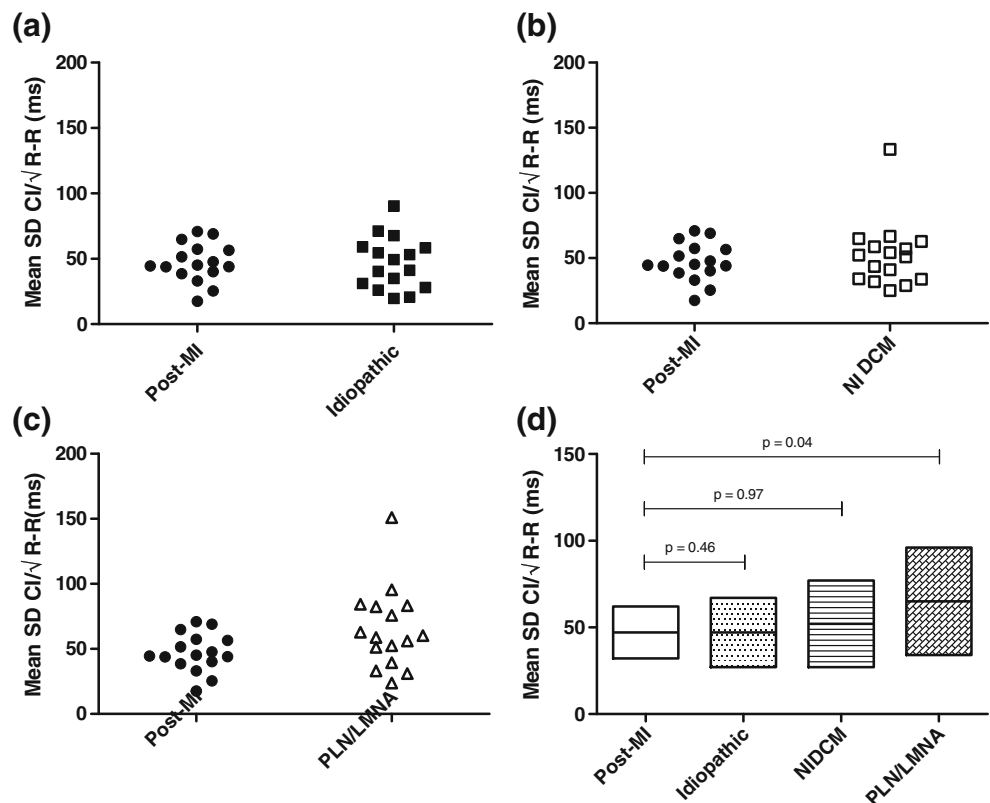 (a)
Mean SD CI/√ R-R (ms)
200
150
100
50
0
Post-MI
Idiopathic
(b)
Mean SD CI/√ R-R (ms)
200
150
100
50
0
Post-MI
NI DCM
(c)
Mean SD CI/√ R-R(ms)
200
150
100
50
0
Post-MI
PLN/LMNA
(d)
Mean SD CI/√ R-R (ms)
150
100
50
0
p = 0.04
p = 0.97
p = 0.46
Post-MI
Idiopathic
NIDCM
PLN/LMNA